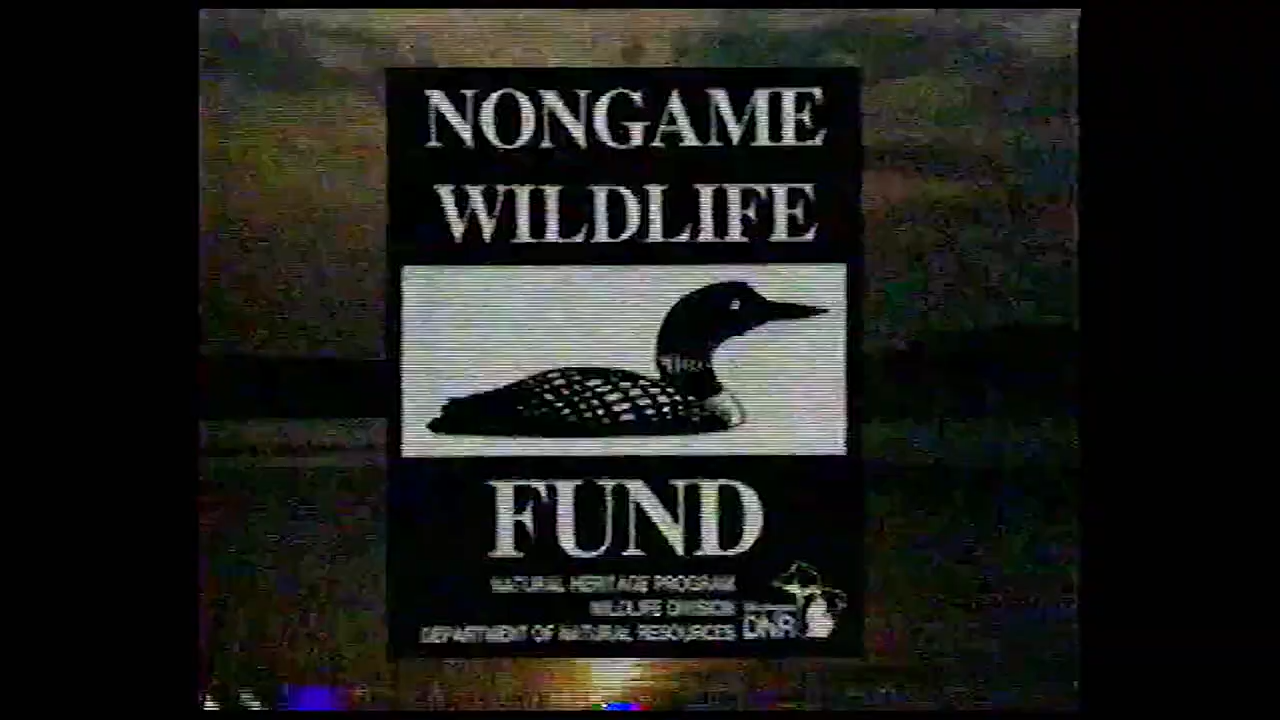 NONGAME
WILDLIFE
FUND
NATURAL HERITAGE PROGRAM
WILDLIFE DIVISION
DEPARTMENT OF NATURAL RESOURCES
DNR